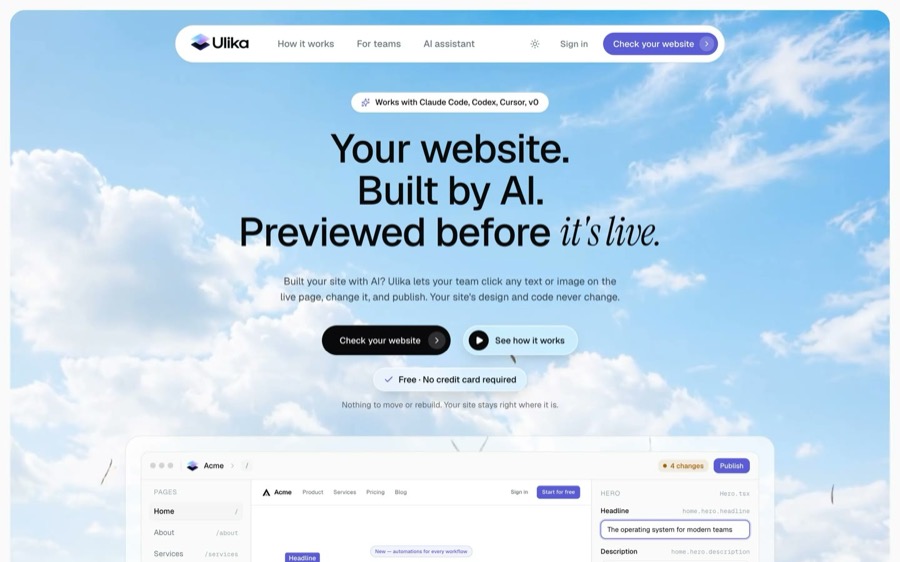 Ulika
How it works
For teams
AI assistant
Sign in
Check your website
Works with Claude Code, Codex, Cursor, v0
Your website.
Built by AI.
Previewed before it's live.
Built your site with AI? Ulika lets your team click any text or image on the
live page, change it, and publish. Your site's design and code never change.
Check your website
See how it works
Free · No credit card required
Nothing to move or rebuild. Your site stays right where it is.
Acme
/
4 changes
Publish
PAGES
Home
/
About
/about
Services
/services
Acme
Product
Services
Pricing
Blog
Sign in
Start for free
New — automations for every workflow
Headline
HERO
Hero.tsx
Headline
home.hero.headline
The operating system for modern teams
Description
home.hero.description